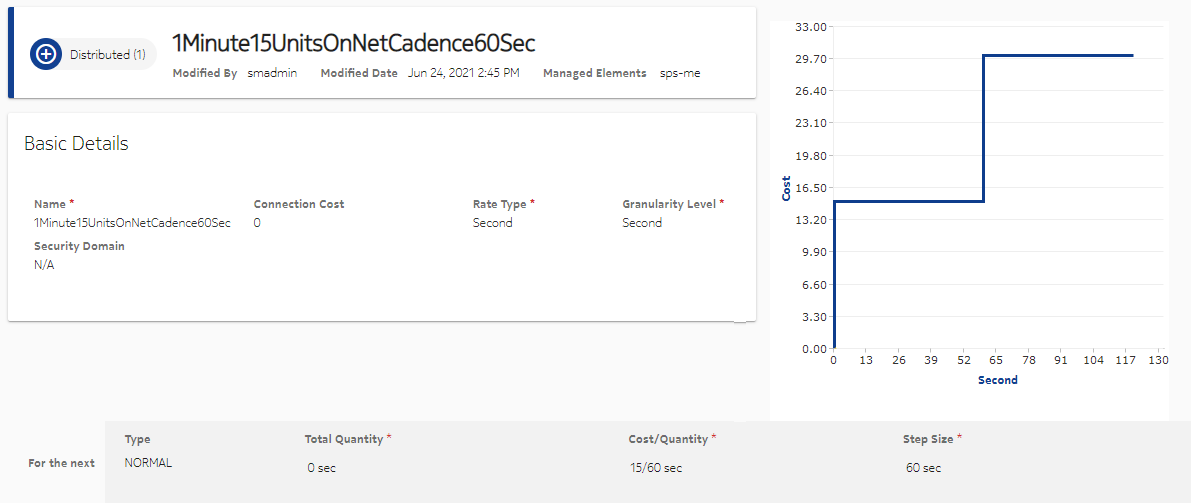 Distributed (1)
1Minute15UnitsOnNetCadence60Sec
Modified By smadmin Modified Date Jun 24, 2021 2:45 PM Managed Elements sps-me
Basic Details
Name * Connection Cost Rate Type * Granularity Level *
1Minute15UnitsOnNetCadence60Sec 0 Second Second
Security Domain
N/A
33.00
29.70
26.40
23.10
19.80
16.50
13.20
9.90
6.60
3.30
0.00
Cost
0 13 26 39 52 65 78 91 104 117 130
Second
Type Total Quantity * Cost/Quantity * Step Size *
For the next NORMAL 0 sec 15/60 sec 60 sec